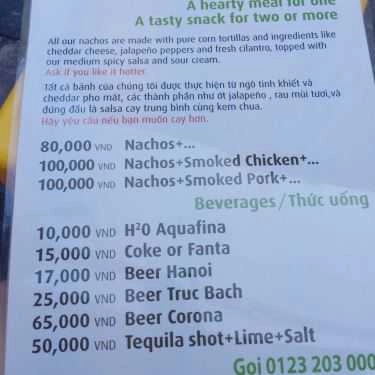 A hearty meal for one
A tasty snack for two or more
All our nachos are made with pure corn tortillas and ingredients like
cheddar cheese, jalapeño peppers and fresh cilantro, topped with
our medium spicy salsa and sour cream.
Ask if you like it hotter.
Tất cả bánh của chúng tôi được thực hiện từ ngô tinh khiết và
cheddar pho mát, các thành phần như ớt jalapeño , rau mùi tươi,và
đứng đầu là salsa cay trung bình cùng kem chua.
Hãy yêu cầu nếu bạn muốn cay hơn.
80,000 VND Nachos+...
100,000 VND Nachos+Smoked Chicken+...
100,000 VND Nachos+Smoked Pork+...
Beverages/Thức uống
10,000 VND H²0 Aquafina
15,000 VND Coke or Fanta
17,000 VND Beer Hanoi
25,000 VND Beer Truc Bach
65,000 VND Beer Corona
50,000 VND Tequila shot+Lime+Salt
Gọi 0123 203 000